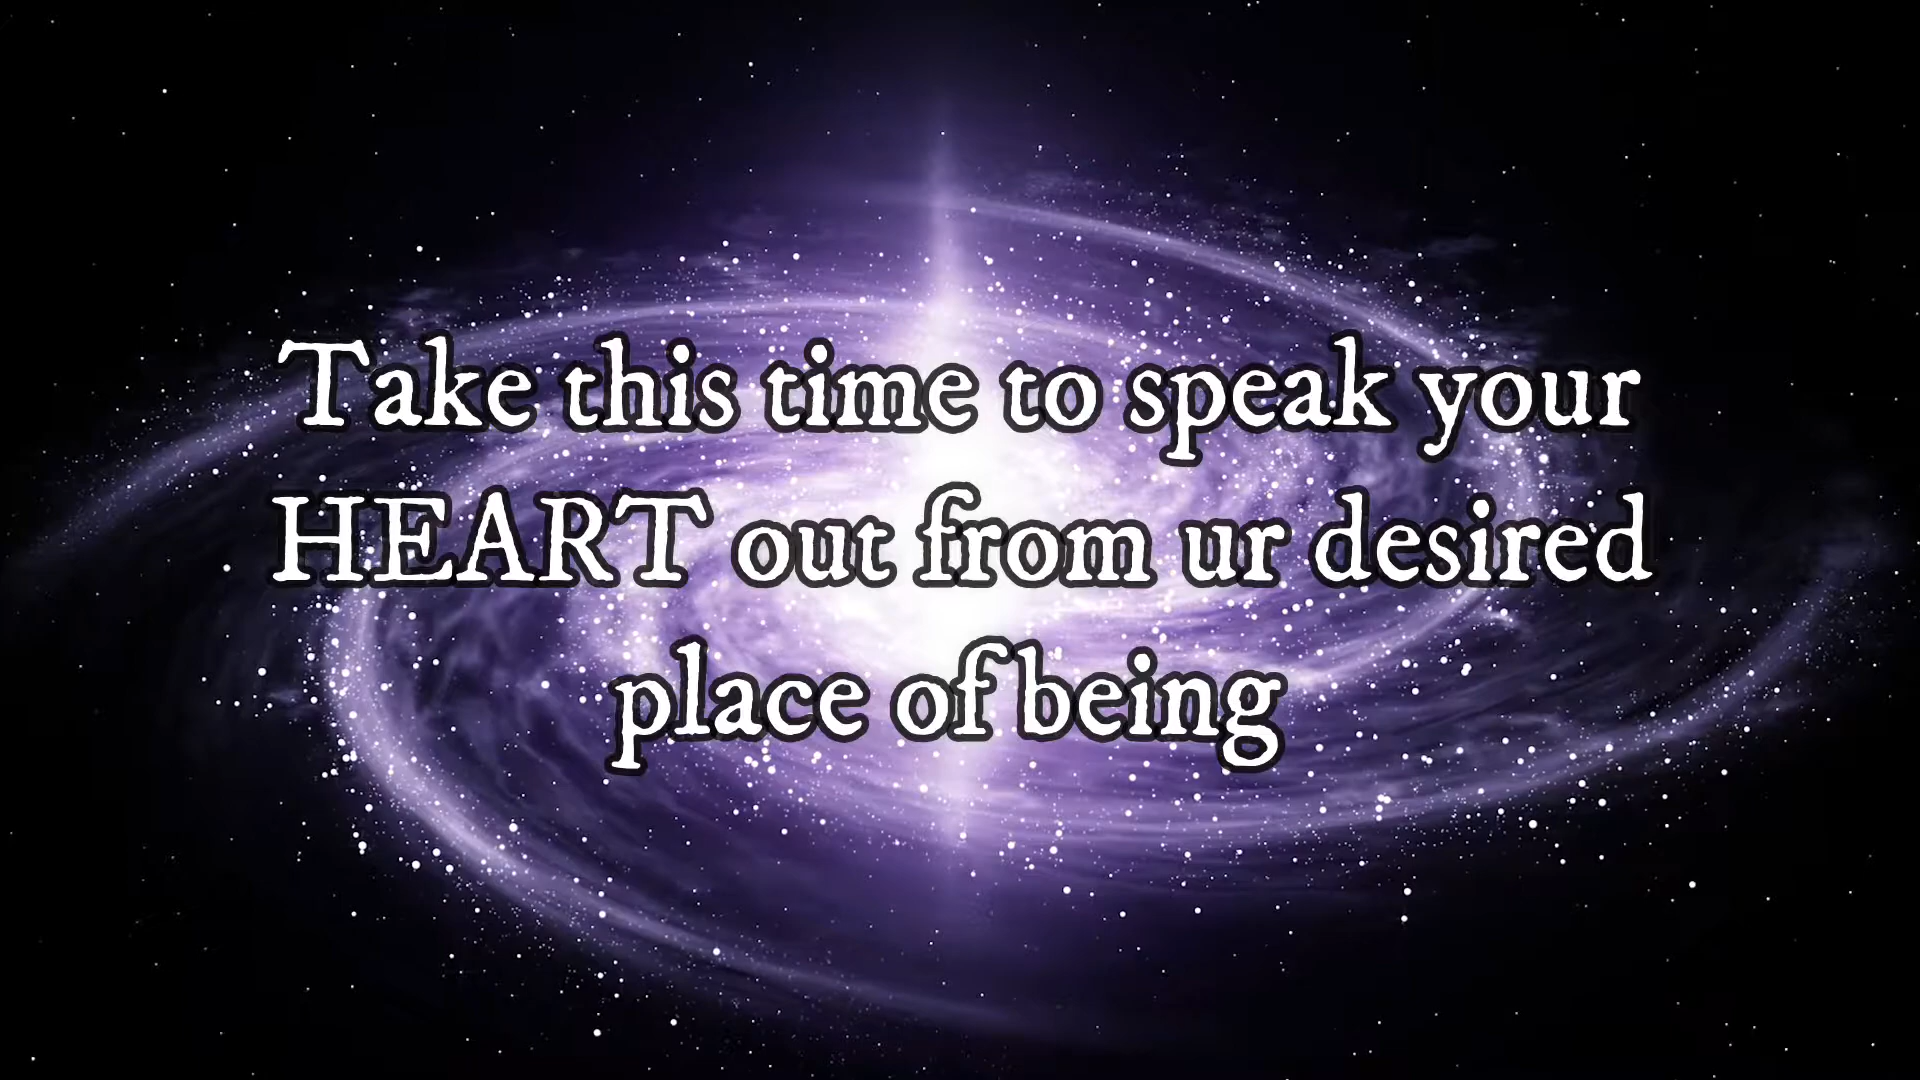 Take this time to speak your
HEART out from ur desired
place of being